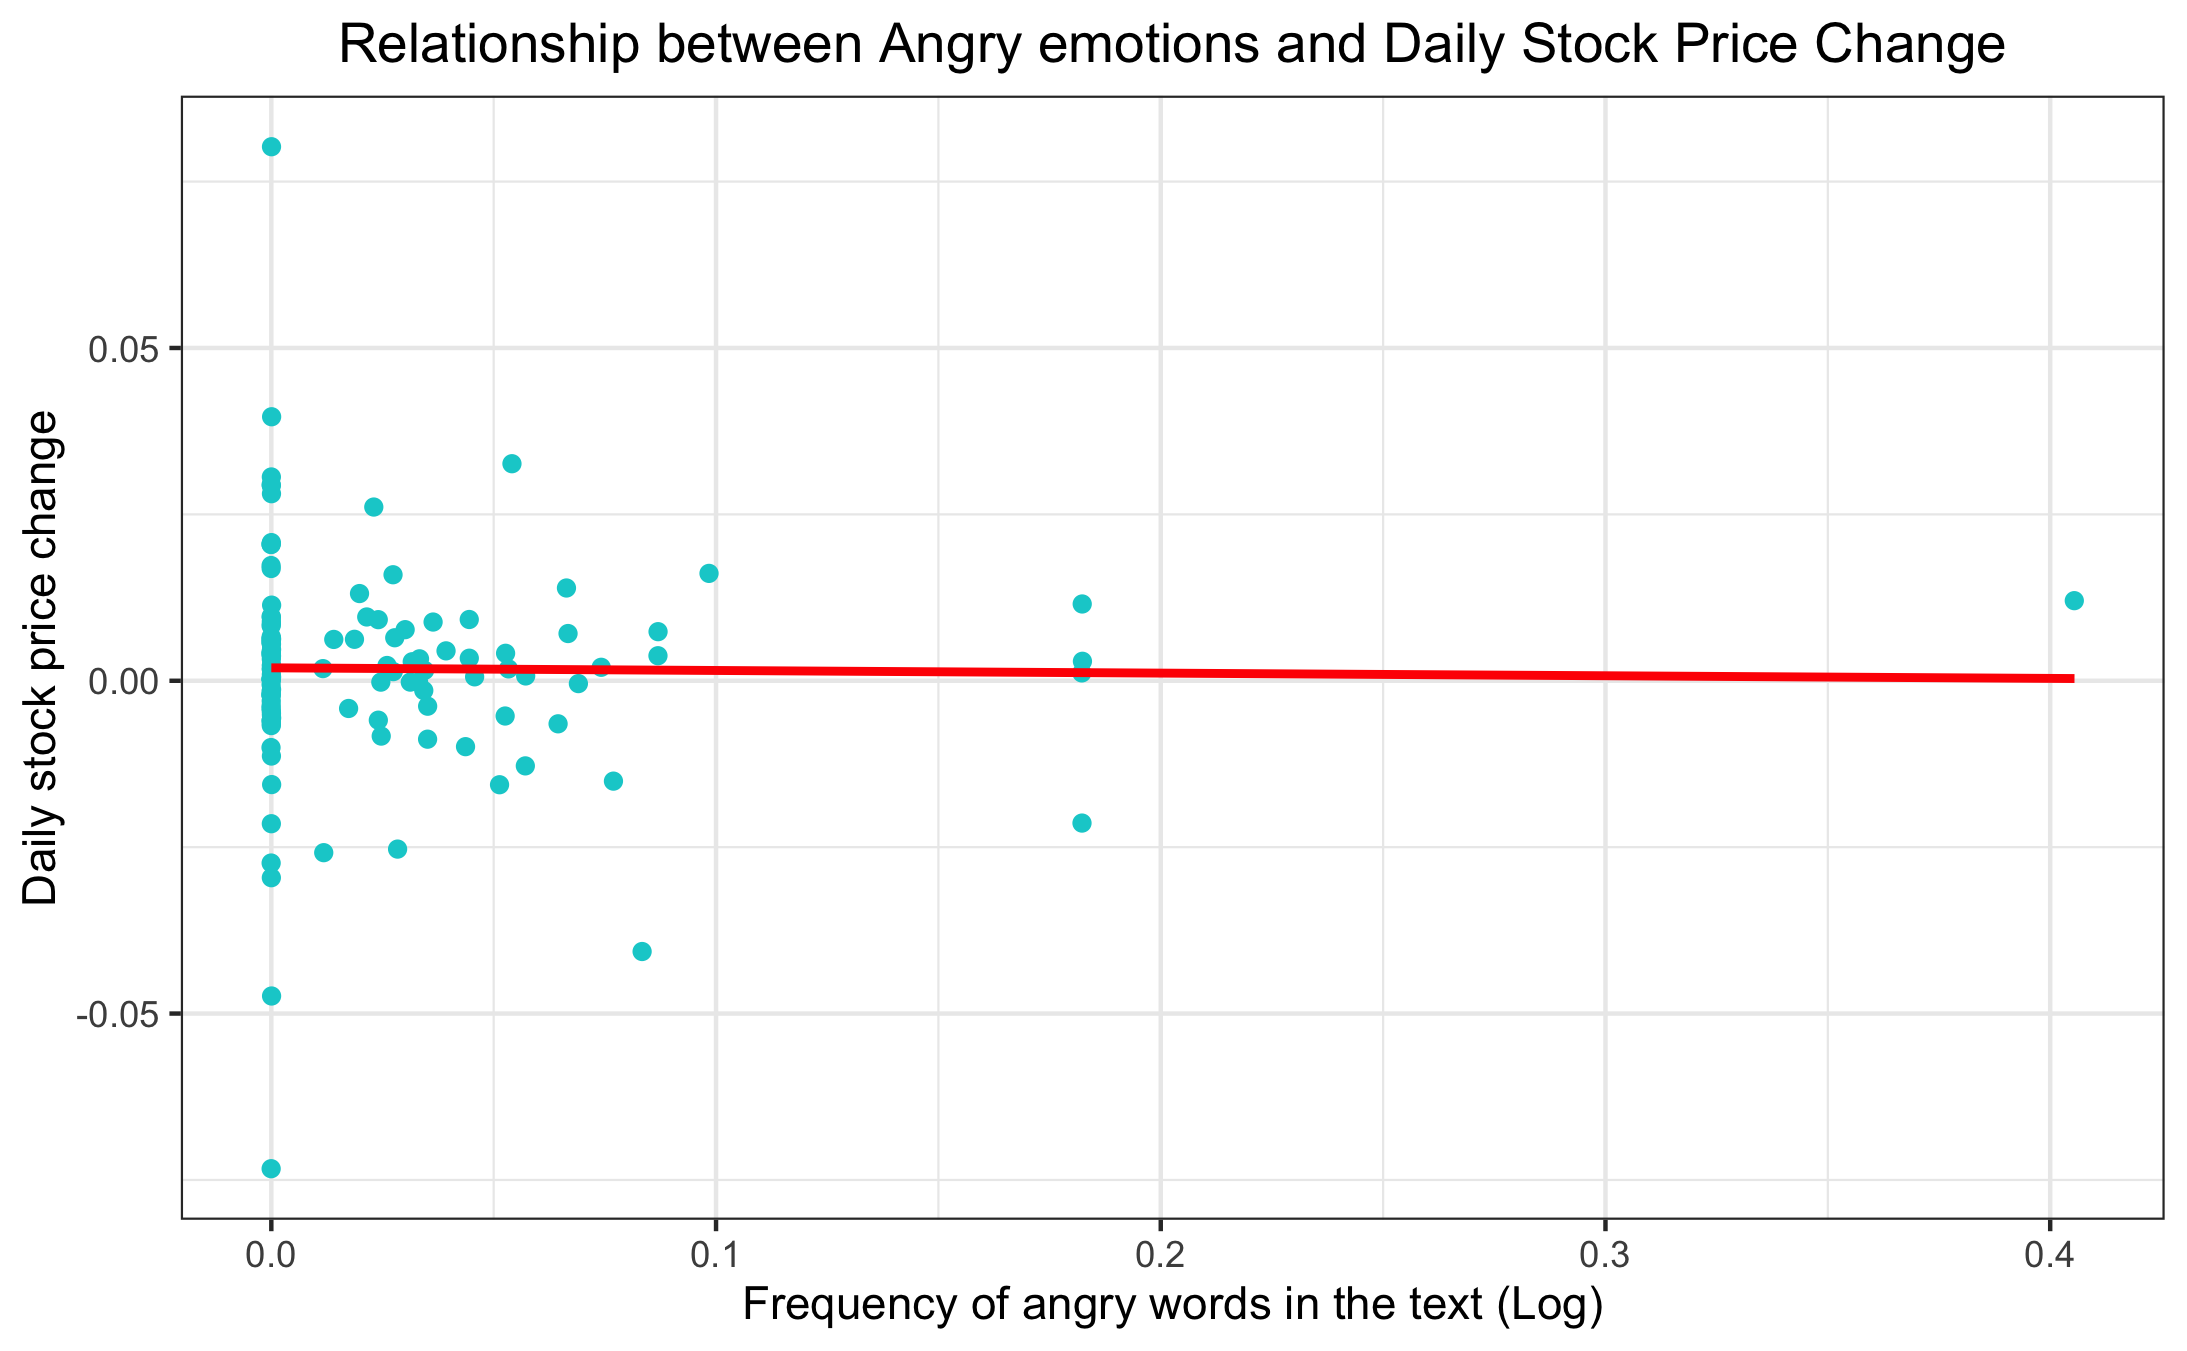 Relationship between Angry emotions and Daily Stock Price Change
Daily stock price change
0.05
0.00
-0.05
0.0 0.1 0.2 0.3 0.4
Frequency of angry words in the text (Log)